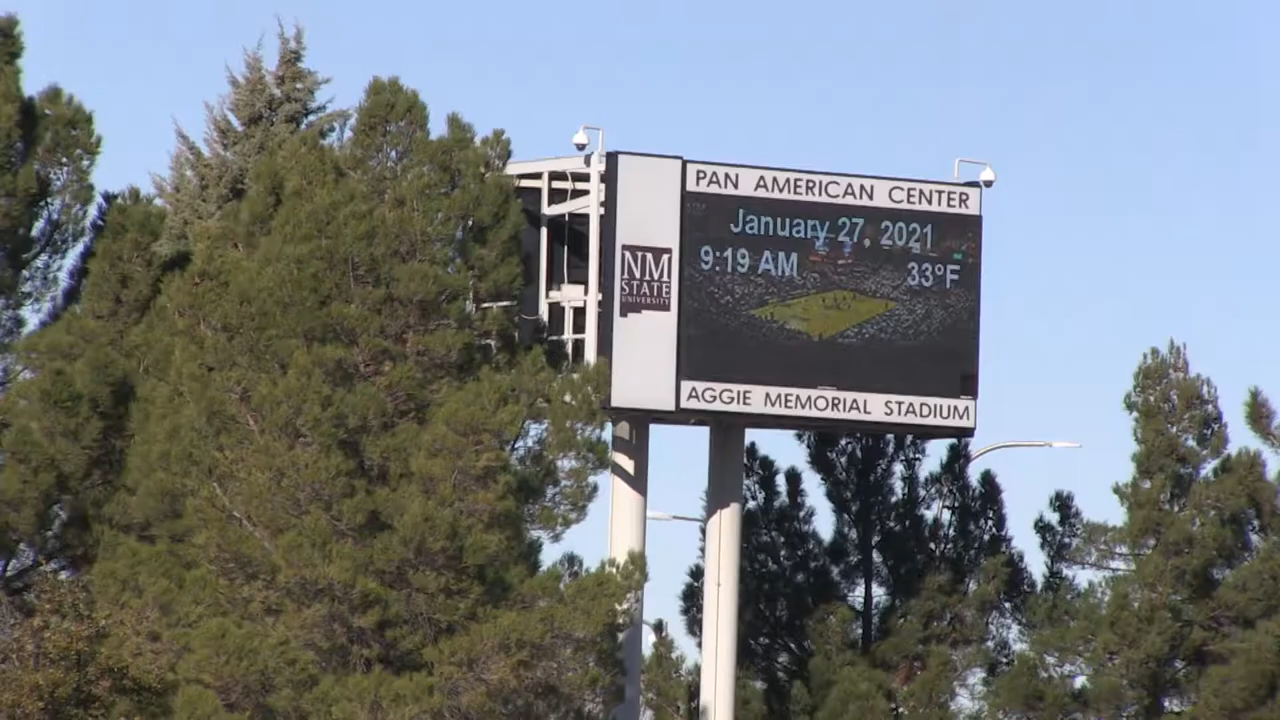 PAN AMERICAN CENTER
January 27, 2021
9:19 AM 33°F
NM
STATE
UNIVERSITY
AGGIE MEMORIAL STADIUM